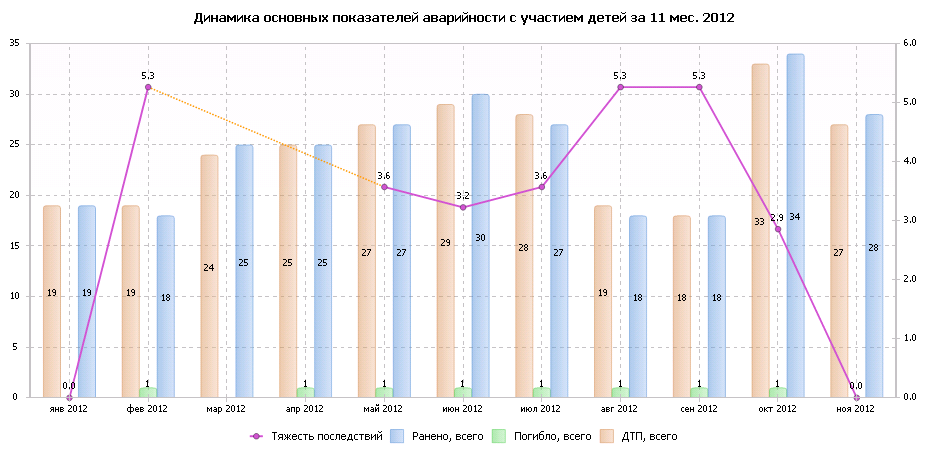 Динамика основных показателей аварийности с участием детей за 11 мес. 2012
35 6.0
30 5.0
25 4.0
20 3.0
15 2.0
10 1.0
5 0.0
0
5.3 3.6 3.2 3.6 5.3 5.3 2.9
0.0 0.0
19 19 24 25 27 29 28 19 18 33 27
19 18 25 25 27 30 27 18 18 34 28
1 1 1 1 1 1 1 1
янв 2012 фев 2012 мар 2012 апр 2012 май 2012 июн 2012 июл 2012 авг 2012 сен 2012 окт 2012 ноя 2012
Тяжесть последствий Ранено, всего Погибло, всего ДТП, всего